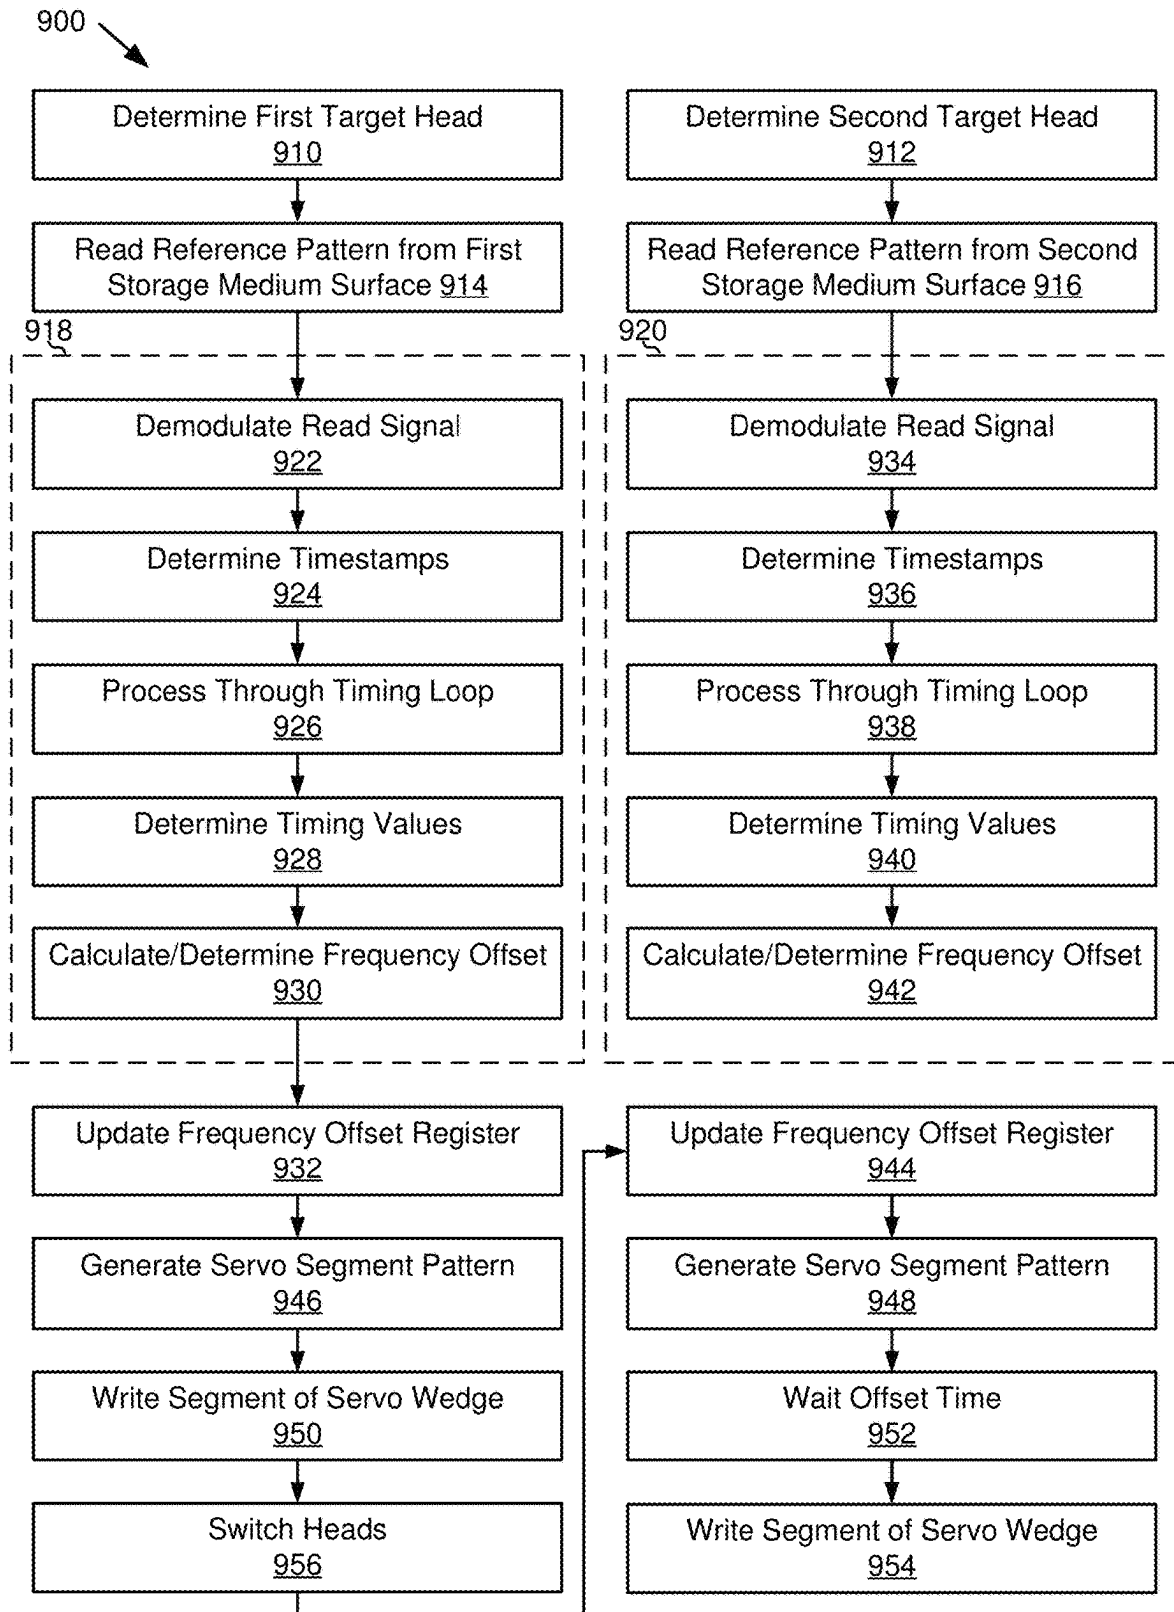 900
Determine First Target Head
910
Determine Second Target Head
912
Read Reference Pattern from First
Storage Medium Surface 914
Read Reference Pattern from Second
Storage Medium Surface 916
918
920
Demodulate Read Signal
922
Demodulate Read Signal
934
Determine Timestamps
924
Determine Timestamps
936
Process Through Timing Loop
926
Process Through Timing Loop
938
Determine Timing Values
928
Determine Timing Values
940
Calculate/Determine Frequency Offset
930
Calculate/Determine Frequency Offset
942
Update Frequency Offset Register
932
Update Frequency Offset Register
944
Generate Servo Segment Pattern
946
Generate Servo Segment Pattern
948
Write Segment of Servo Wedge
950
Wait Offset Time
952
Switch Heads
956
Write Segment of Servo Wedge
954